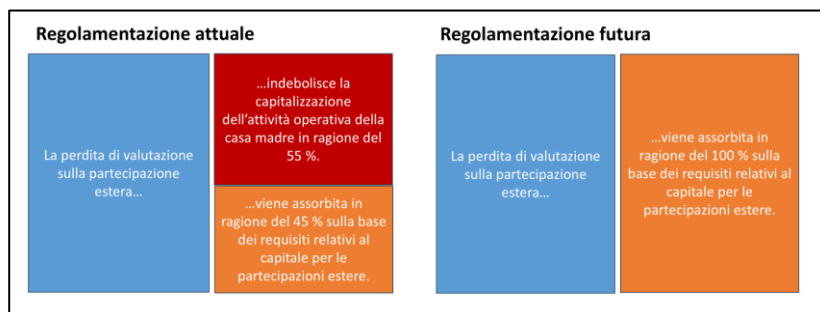 Regolamentazione attuale
La perdita di valutazione
sulla partecipazione
estera…
…indebolisce la
capitalizzazione
dell’attività operativa della
casa madre in ragione del
55 %.
…viene assorbita in
ragione del 45 % sulla base
dei requisiti relativi al
capitale per le
partecipazioni estere.
Regolamentazione futura
La perdita di valutazione
sulla partecipazione
estera…
…viene assorbita in
ragione del 100 % sulla
base dei requisiti relativi al
capitale per le
partecipazioni estere.